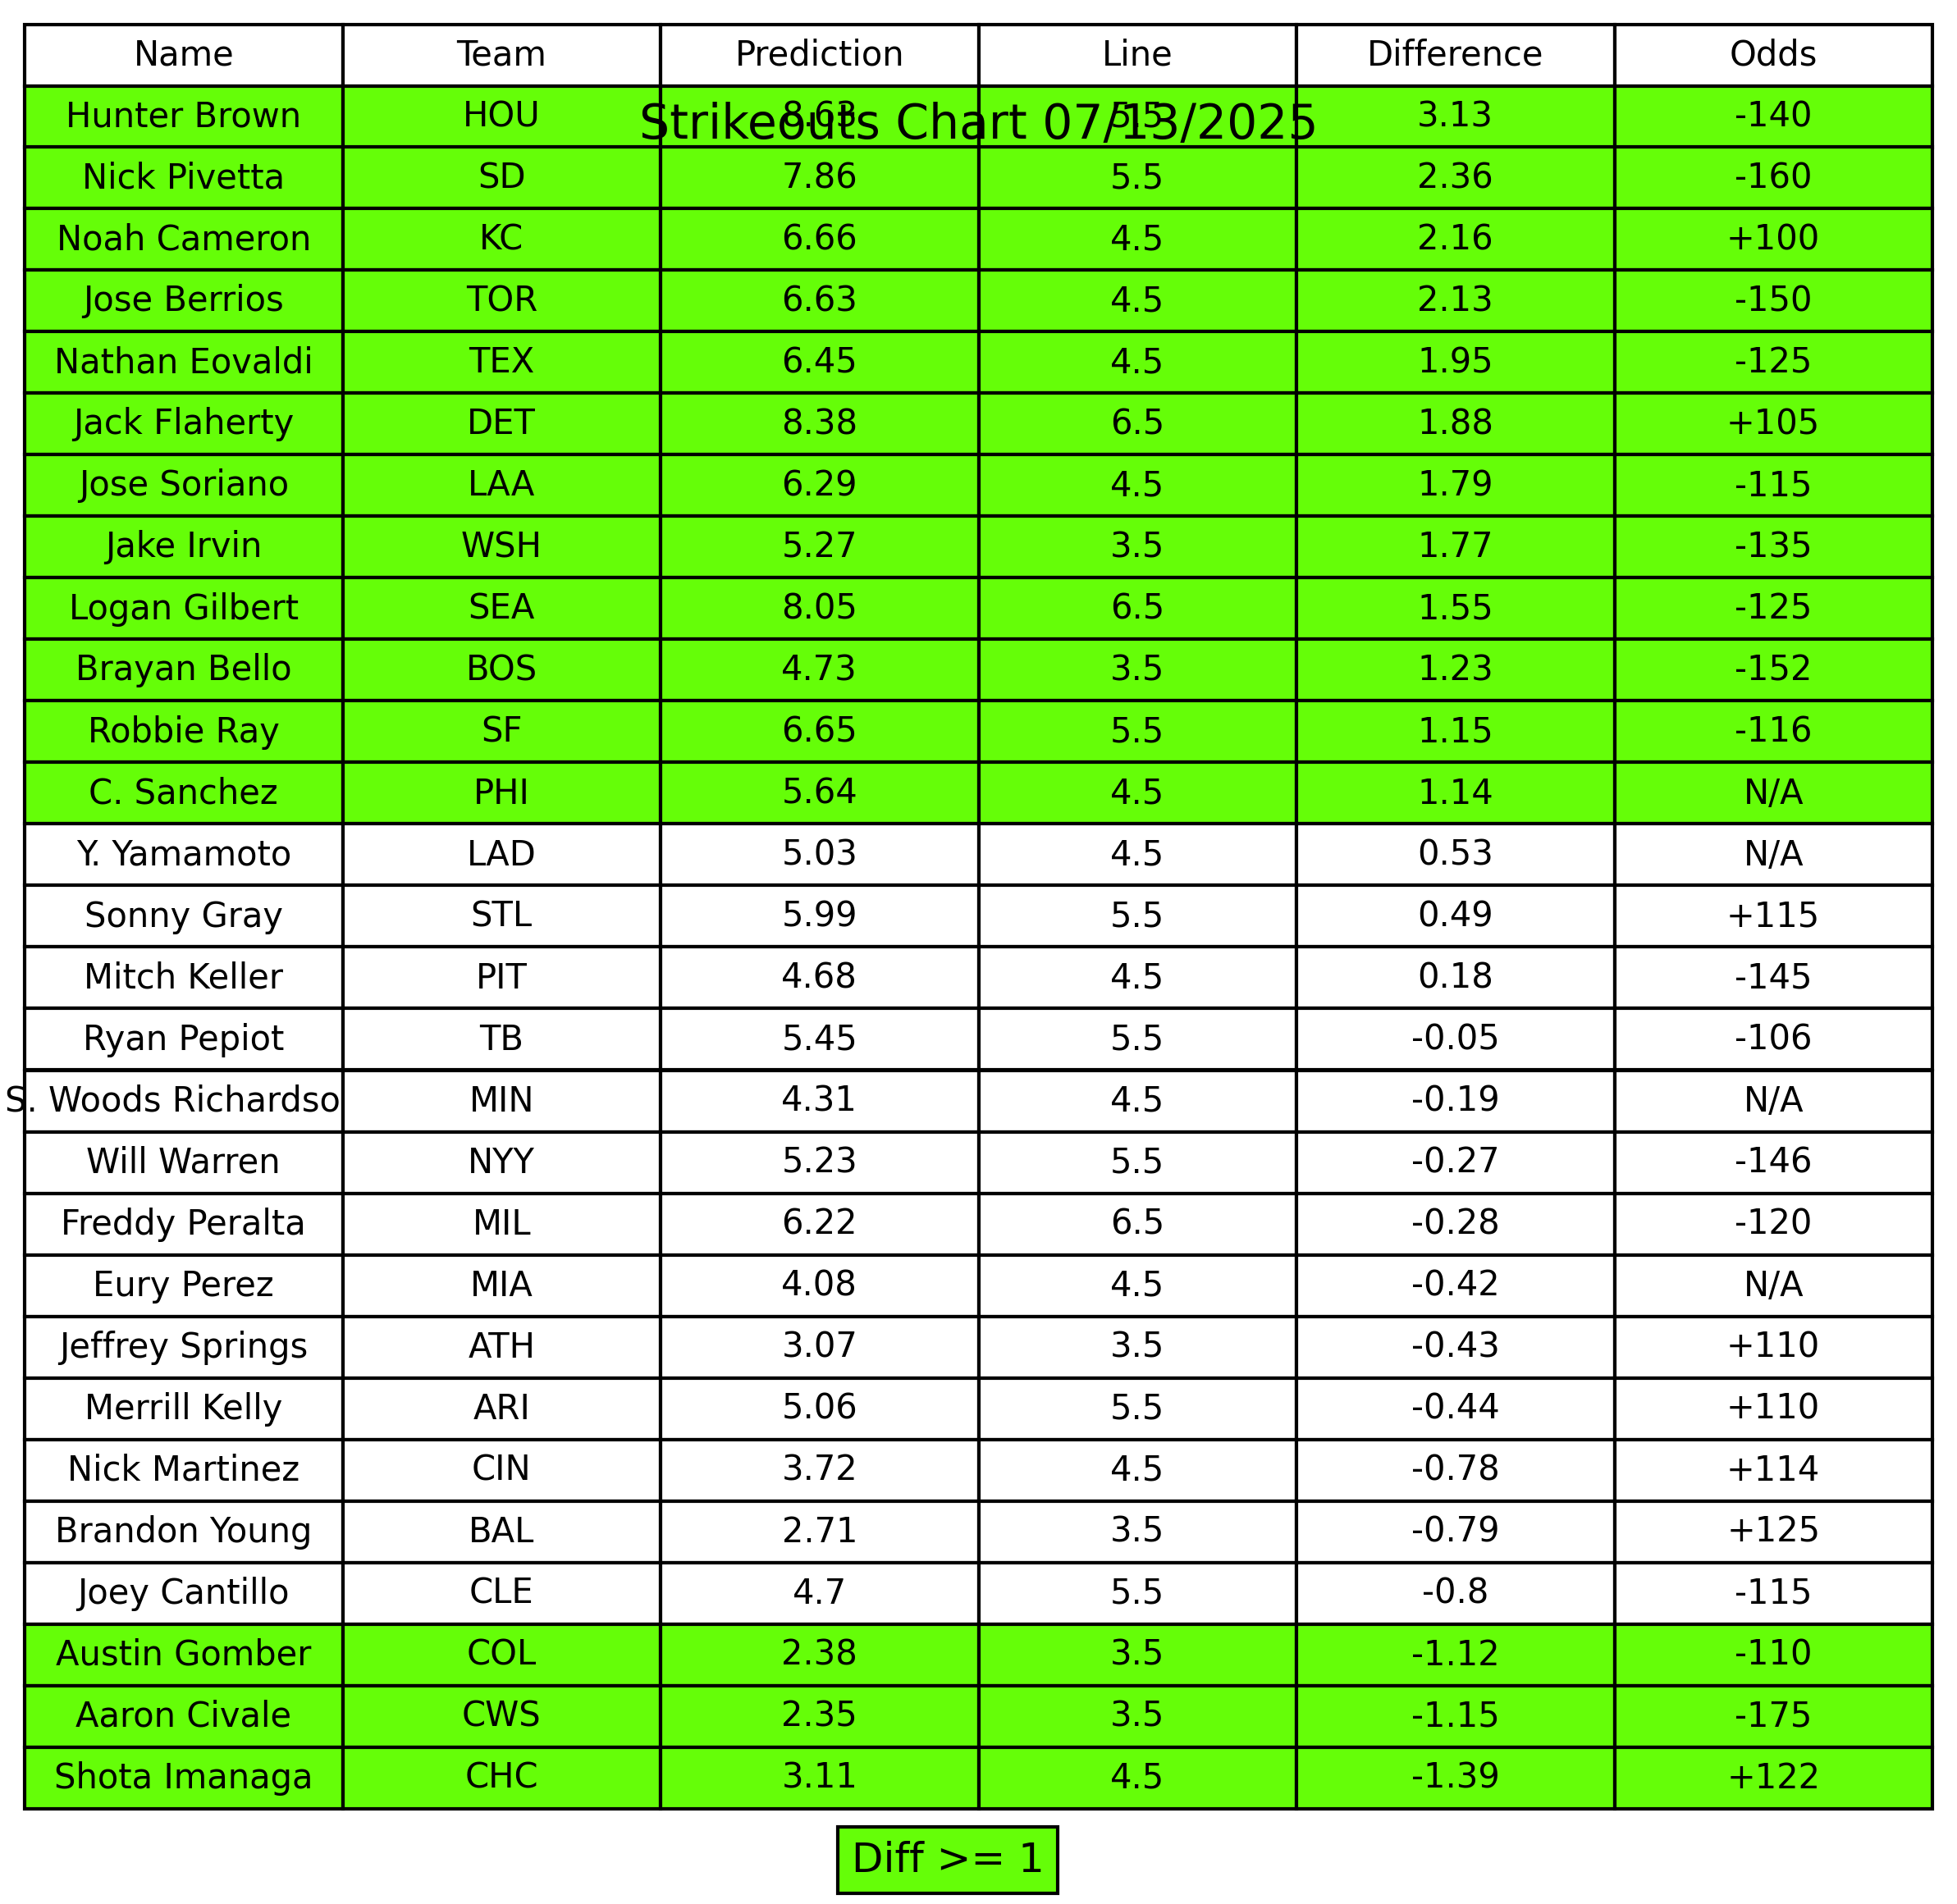 Name Team Prediction Line Difference Odds
Strikeouts Chart 07/13/2025
Hunter Brown HOU 8.63 5.5 3.13 -140
Nick Pivetta SD 7.86 5.5 2.36 -160
Noah Cameron KC 6.66 4.5 2.16 +100
Jose Berrios TOR 6.63 4.5 2.13 -150
Nathan Eovaldi TEX 6.45 4.5 1.95 -125
Jack Flaherty DET 8.38 6.5 1.88 +105
Jose Soriano LAA 6.29 4.5 1.79 -115
Jake Irvin WSH 5.27 3.5 1.77 -135
Logan Gilbert SEA 8.05 6.5 1.55 -125
Brayan Bello BOS 4.73 3.5 1.23 -152
Robbie Ray SF 6.65 5.5 1.15 -116
C. Sanchez PHI 5.64 4.5 1.14 N/A
Y. Yamamoto LAD 5.03 4.5 0.53 N/A
Sonny Gray STL 5.99 5.5 0.49 +115
Mitch Keller PIT 4.68 4.5 0.18 -145
Ryan Pepiot TB 5.45 5.5 -0.05 -106
S. Woods Richardso MIN 4.31 4.5 -0.19 N/A
Will Warren NYY 5.23 5.5 -0.27 -146
Freddy Peralta MIL 6.22 6.5 -0.28 -120
Eury Perez MIA 4.08 4.5 -0.42 N/A
Jeffrey Springs ATH 3.07 3.5 -0.43 +110
Merrill Kelly ARI 5.06 5.5 -0.44 +110
Nick Martinez CIN 3.72 4.5 -0.78 +114
Brandon Young BAL 2.71 3.5 -0.79 +125
Joey Cantillo CLE 4.7 5.5 -0.8 -115
Austin Gomber COL 2.38 3.5 -1.12 -110
Aaron Civale CWS 2.35 3.5 -1.15 -175
Shota Imanaga CHC 3.11 4.5 -1.39 +122
Diff >= 1